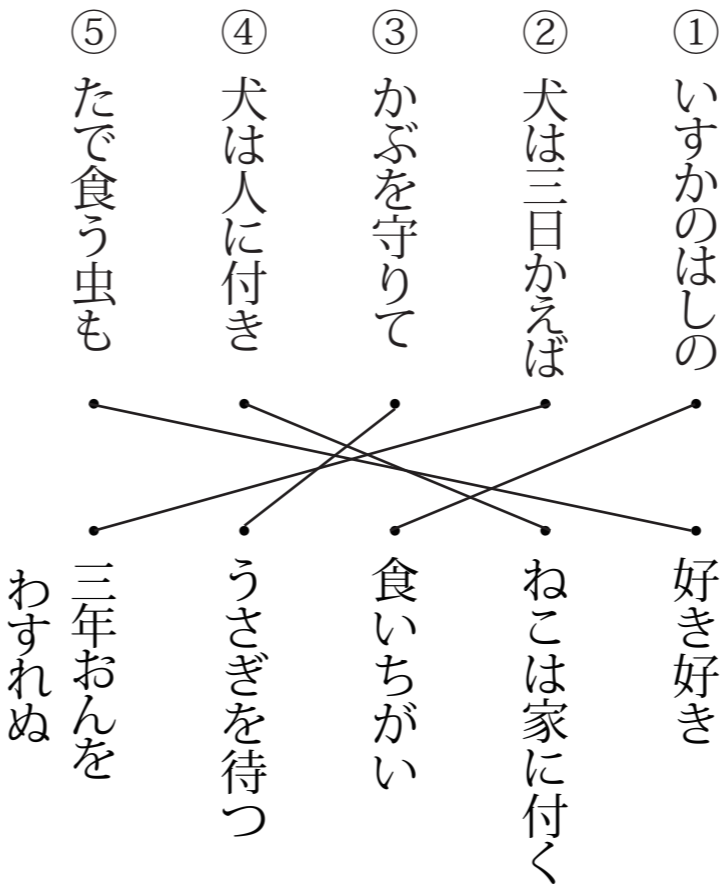 ①いすかのはしの
②犬は三日かえば
③かぶを守りて
④犬は人に付き
⑤たで食う虫も
好き好き
ねこは家に付く
食いちがい
うさぎを待つ
三年おんを
わすれぬ